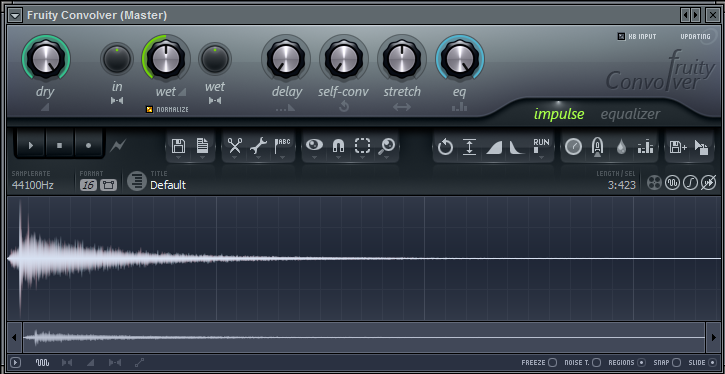 Fruity Convolver (Master)
KB INPUT UPDATING
dry in wet wet delay self-conv stretch eq
NORMALIZE
fruity
Convolver
impulse equalizer
ABC RUN
SAMPLERATE FORMAT TITLE LENGTH / SEL
44100Hz 16 Default 3:423
FREEZE NOISE T. REGIONS SNAP SLIDE